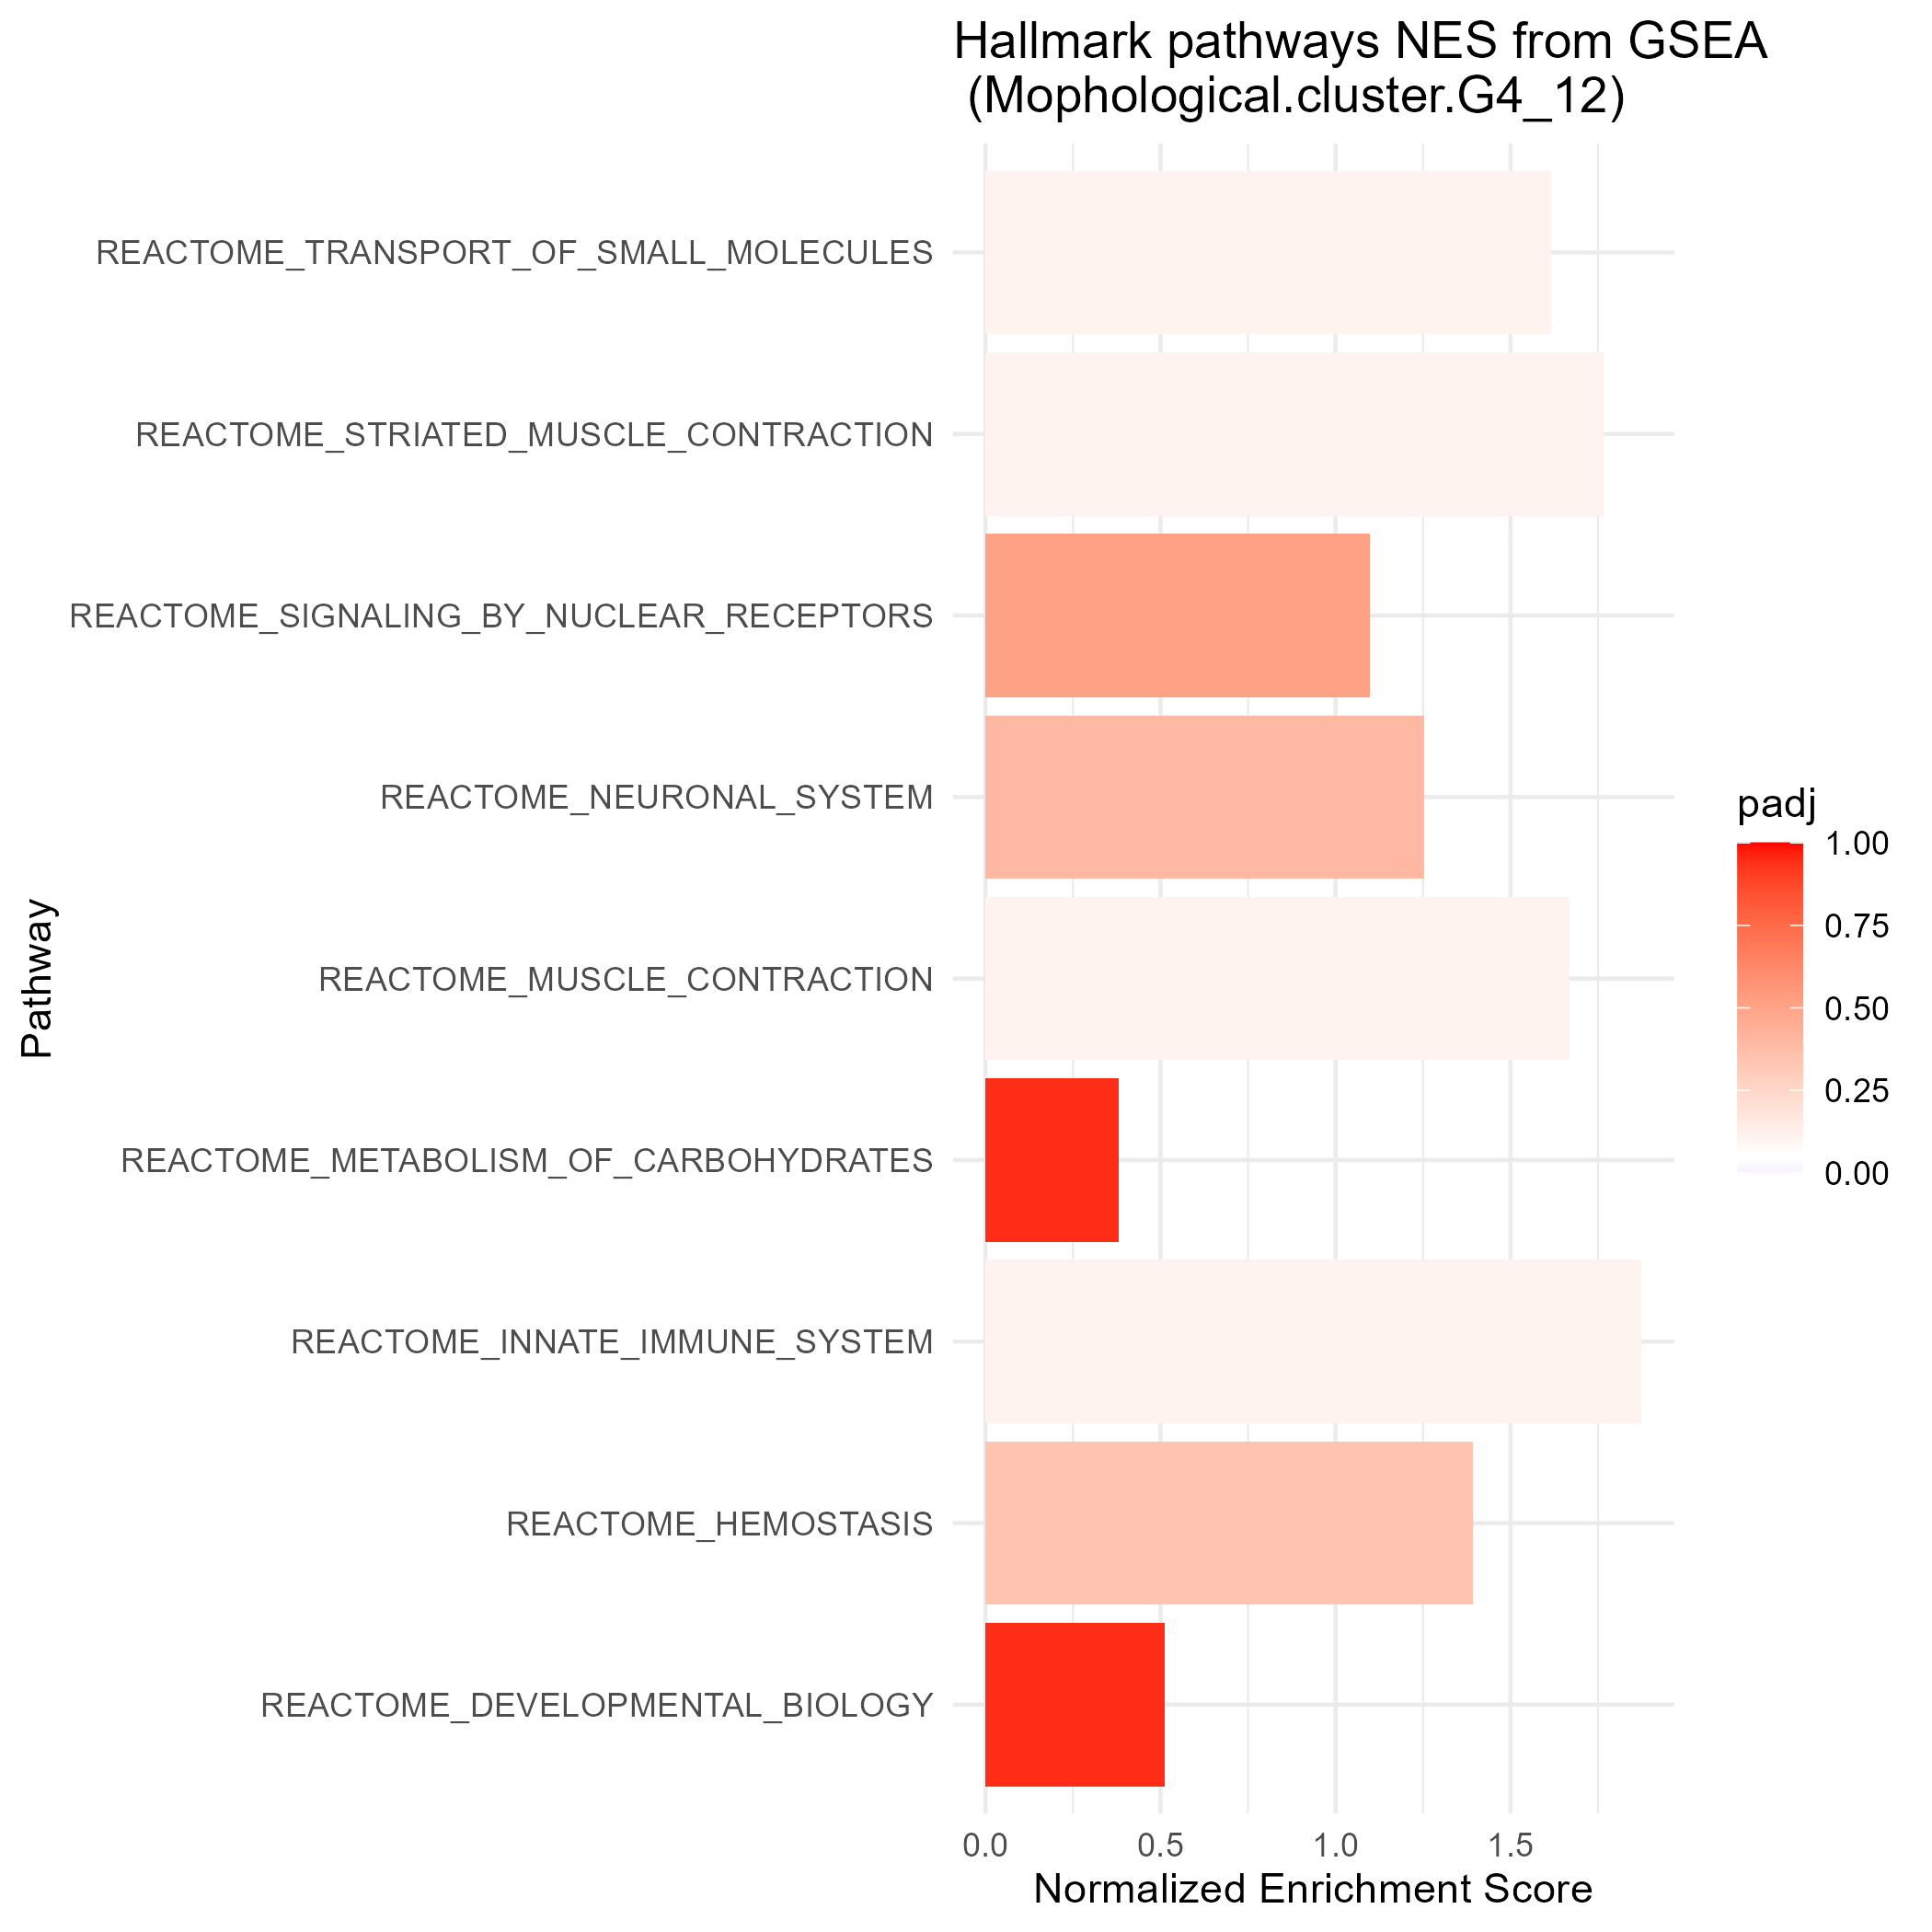 Hallmark pathways NES from GSEA
(Mophological.cluster.G4_12)
REACTOME_TRANSPORT_OF_SMALL_MOLECULES
REACTOME_STRIATED_MUSCLE_CONTRACTION
REACTOME_SIGNALING_BY_NUCLEAR_RECEPTORS
REACTOME_NEURONAL_SYSTEM
REACTOME_MUSCLE_CONTRACTION
REACTOME_METABOLISM_OF_CARBOHYDRATES
REACTOME_INNATE_IMMUNE_SYSTEM
REACTOME_HEMOSTASIS
REACTOME_DEVELOPMENTAL_BIOLOGY
Pathway
0.0 0.5 1.0 1.5
Normalized Enrichment Score
padj
1.00
0.75
0.50
0.25
0.00